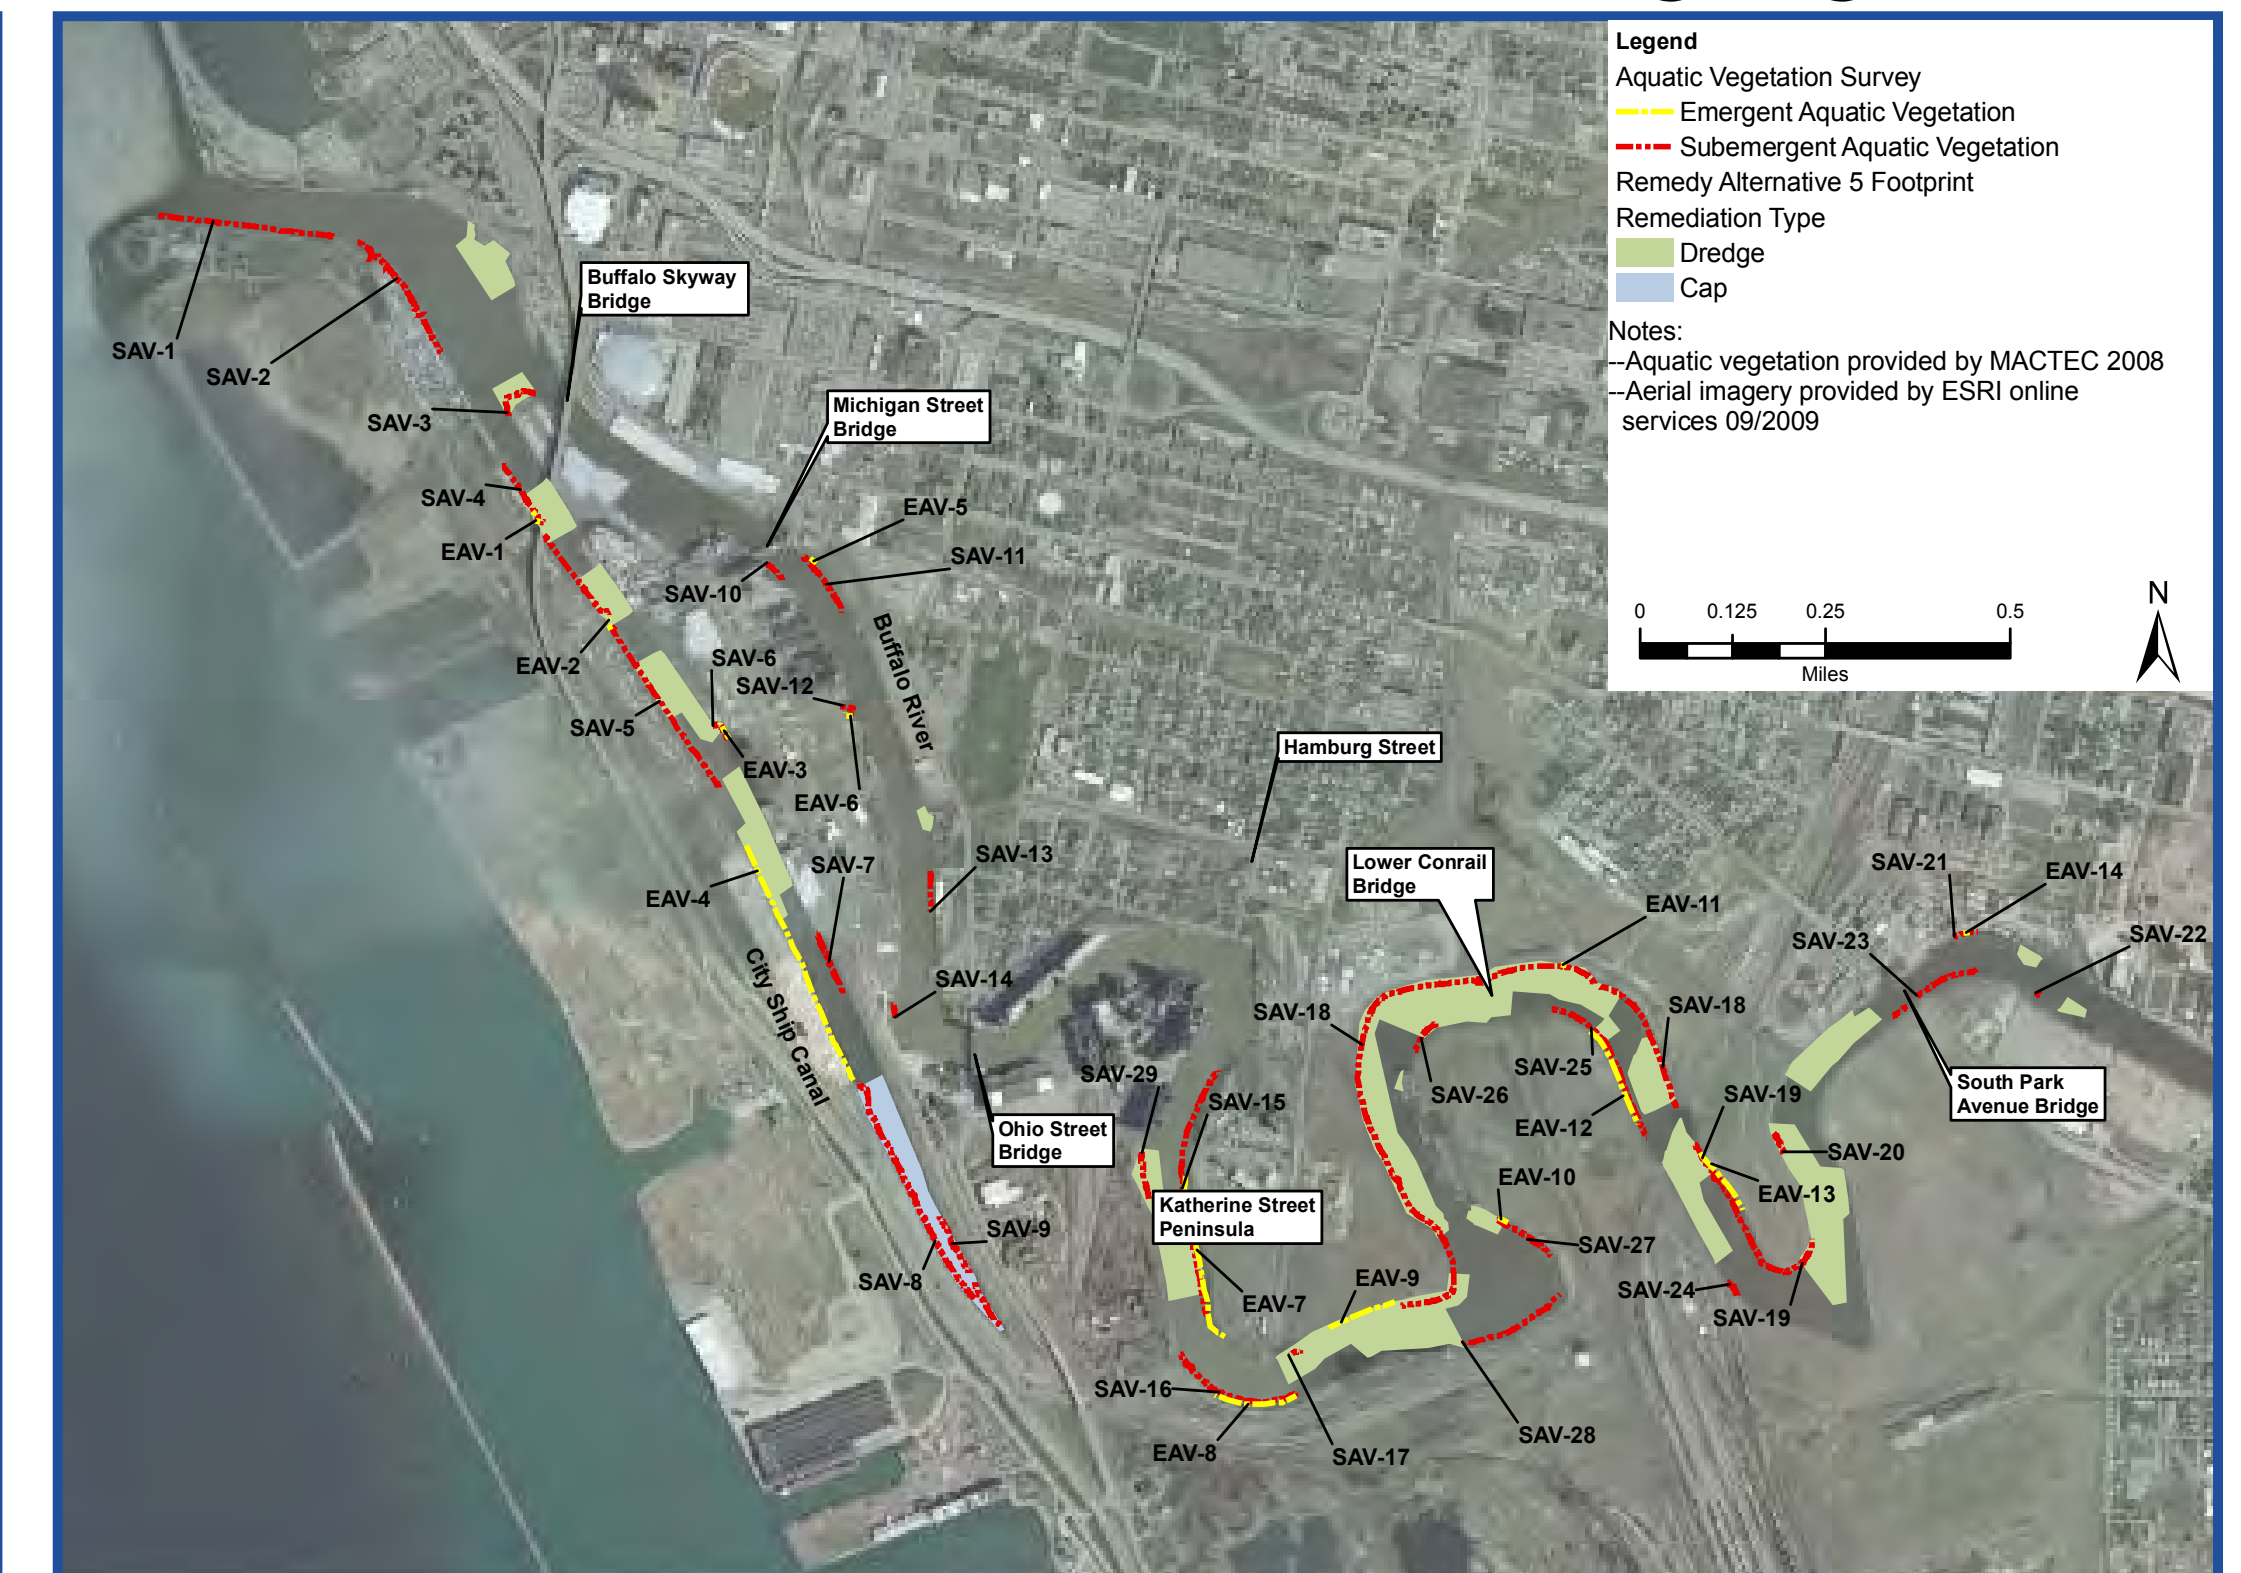 Legend
Aquatic Vegetation Survey
Emergent Aquatic Vegetation
Subemergent Aquatic Vegetation
Remedy Alternative 5 Footprint
Remediation Type
Dredge
Cap
Notes:
--Aquatic vegetation provided by MACTEC 2008
--Aerial imagery provided by ESRI online
services 09/2009
0 0.125 0.25 0.5
Miles
N
Buffalo Skyway
Bridge
SAV-1
SAV-2
SAV-3
Michigan Street
Bridge
SAV-4
EAV-1
EAV-5
SAV-11
SAV-10
EAV-2
SAV-6
SAV-12
SAV-5
Buffalo River
EAV-3
EAV-6
Hamburg Street
SAV-7
SAV-13
EAV-4
Lower Conrail
Bridge
EAV-11
SAV-21
EAV-14
SAV-23
SAV-22
City Ship Canal
SAV-14
SAV-18
SAV-18
SAV-29
SAV-15
SAV-26
SAV-25
EAV-12
SAV-19
South Park
Avenue Bridge
Ohio Street
Bridge
SAV-20
EAV-10
EAV-13
Katherine Street
Peninsula
SAV-9
SAV-8
SAV-27
EAV-9
EAV-7
SAV-24
SAV-19
SAV-16
EAV-8
SAV-17
SAV-28